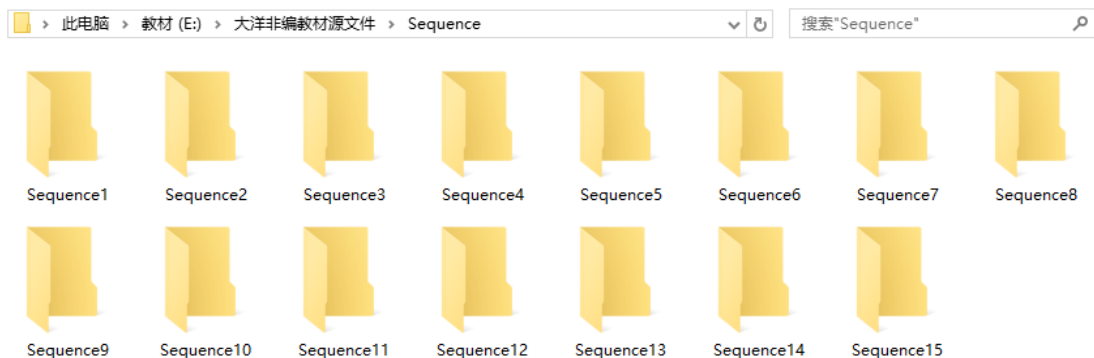 此电脑 > 教材 (E:) > 大洋非编教材源文件 > Sequence 搜索"Sequence"
Sequence1 Sequence2 Sequence3 Sequence4 Sequence5 Sequence6 Sequence7 Sequence8
Sequence9 Sequence10 Sequence11 Sequence12 Sequence13 Sequence14 Sequence15